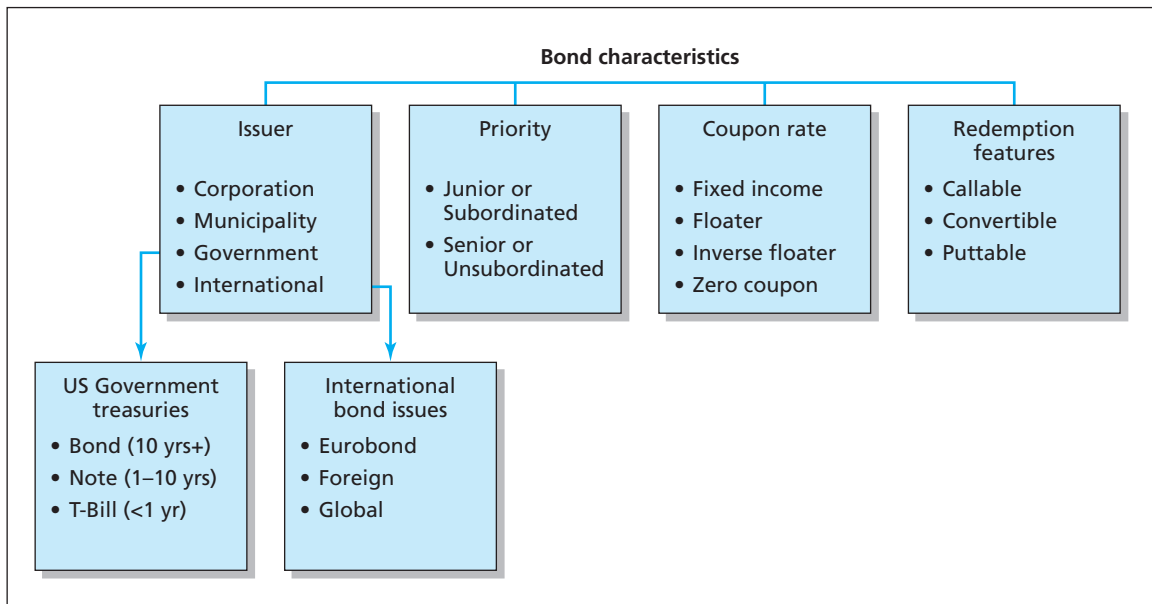 Bond characteristics
Issuer
• Corporation
• Municipality
• Government
• International
Priority
• Junior or
Subordinated
• Senior or
Unsubordinated
Coupon rate
• Fixed income
• Floater
• Inverse floater
• Zero coupon
Redemption
features
• Callable
• Convertible
• Puttable
US Government
treasuries
• Bond (10 yrs+)
• Note (1–10 yrs)
• T-Bill (<1 yr)
International
bond issues
• Eurobond
• Foreign
• Global